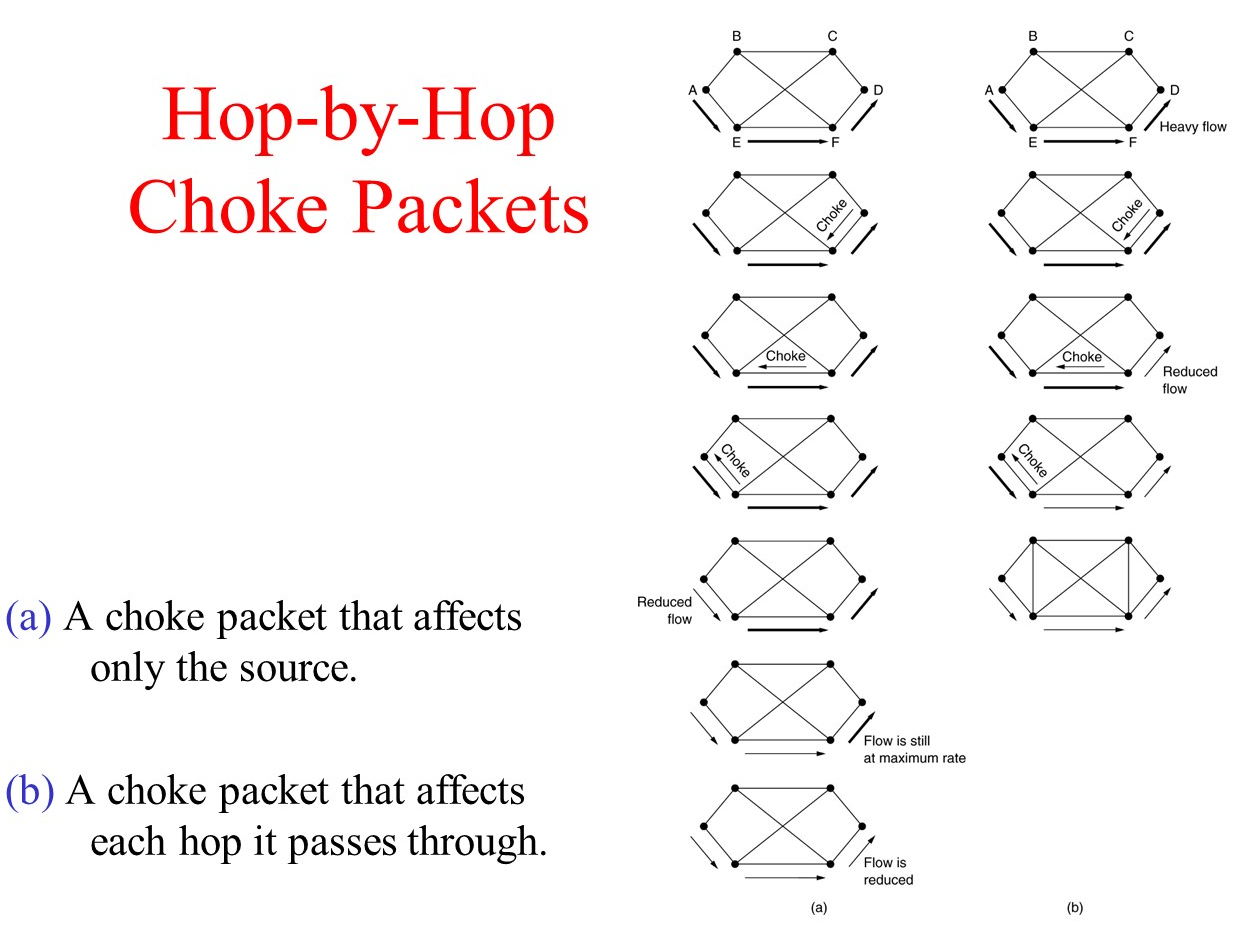 Hop-by-Hop
Choke Packets
(a) A choke packet that affects
only the source.
(b) A choke packet that affects
each hop it passes through.
B C
A D
E F
Choke
Choke
Choke
Reduced
flow
Flow is still
at maximum rate
Flow is
reduced
(a)
B C
A D
Heavy flow
E F
Choke
Choke
Reduced
flow
Choke
(b)